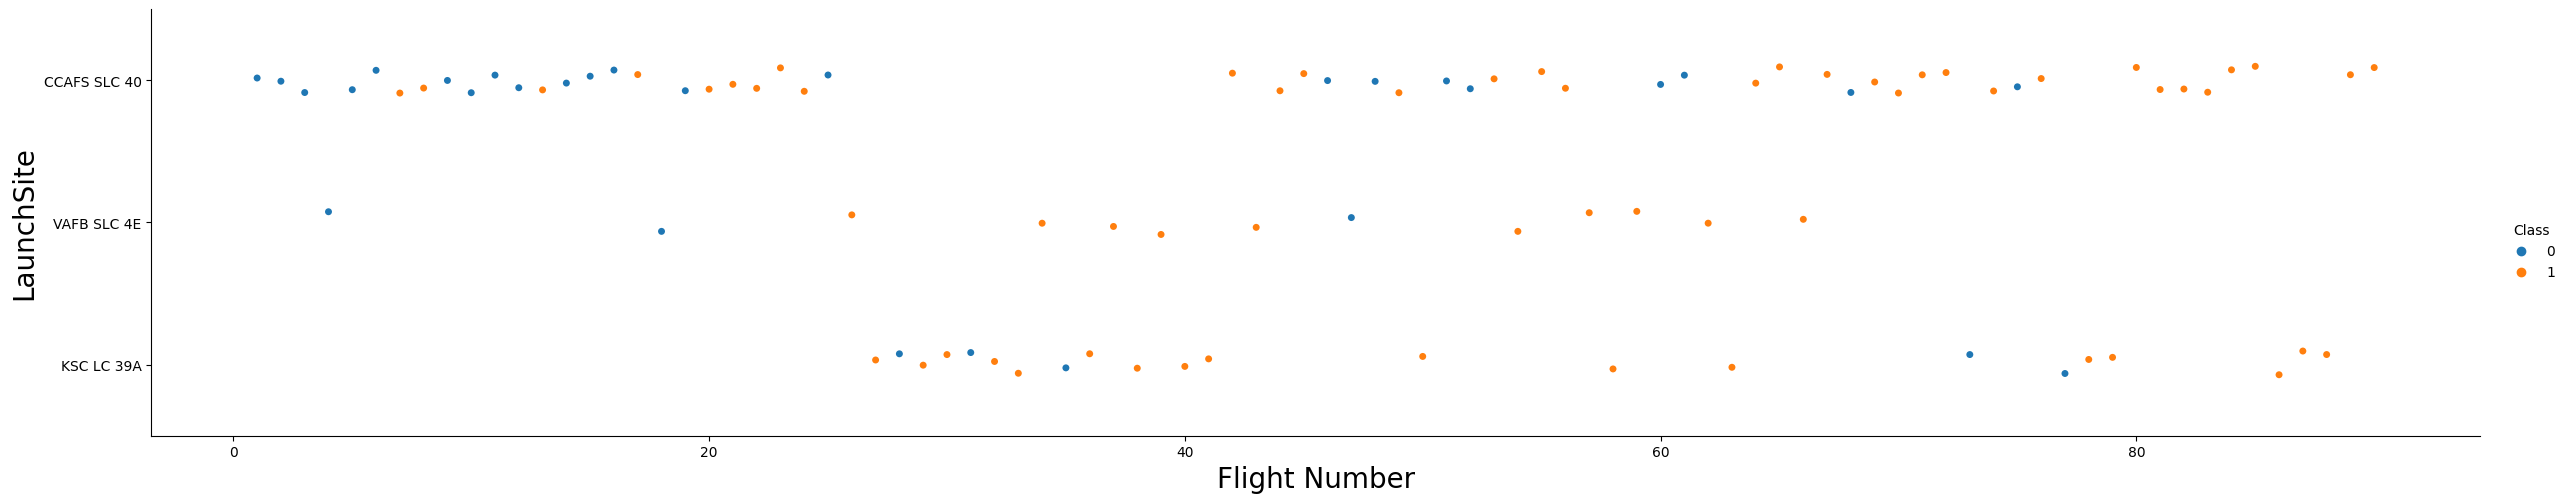 LaunchSite
CCAFS SLC 40
VAFB SLC 4E
KSC LC 39A
0 20 40 60 80
Flight Number
Class
0
1